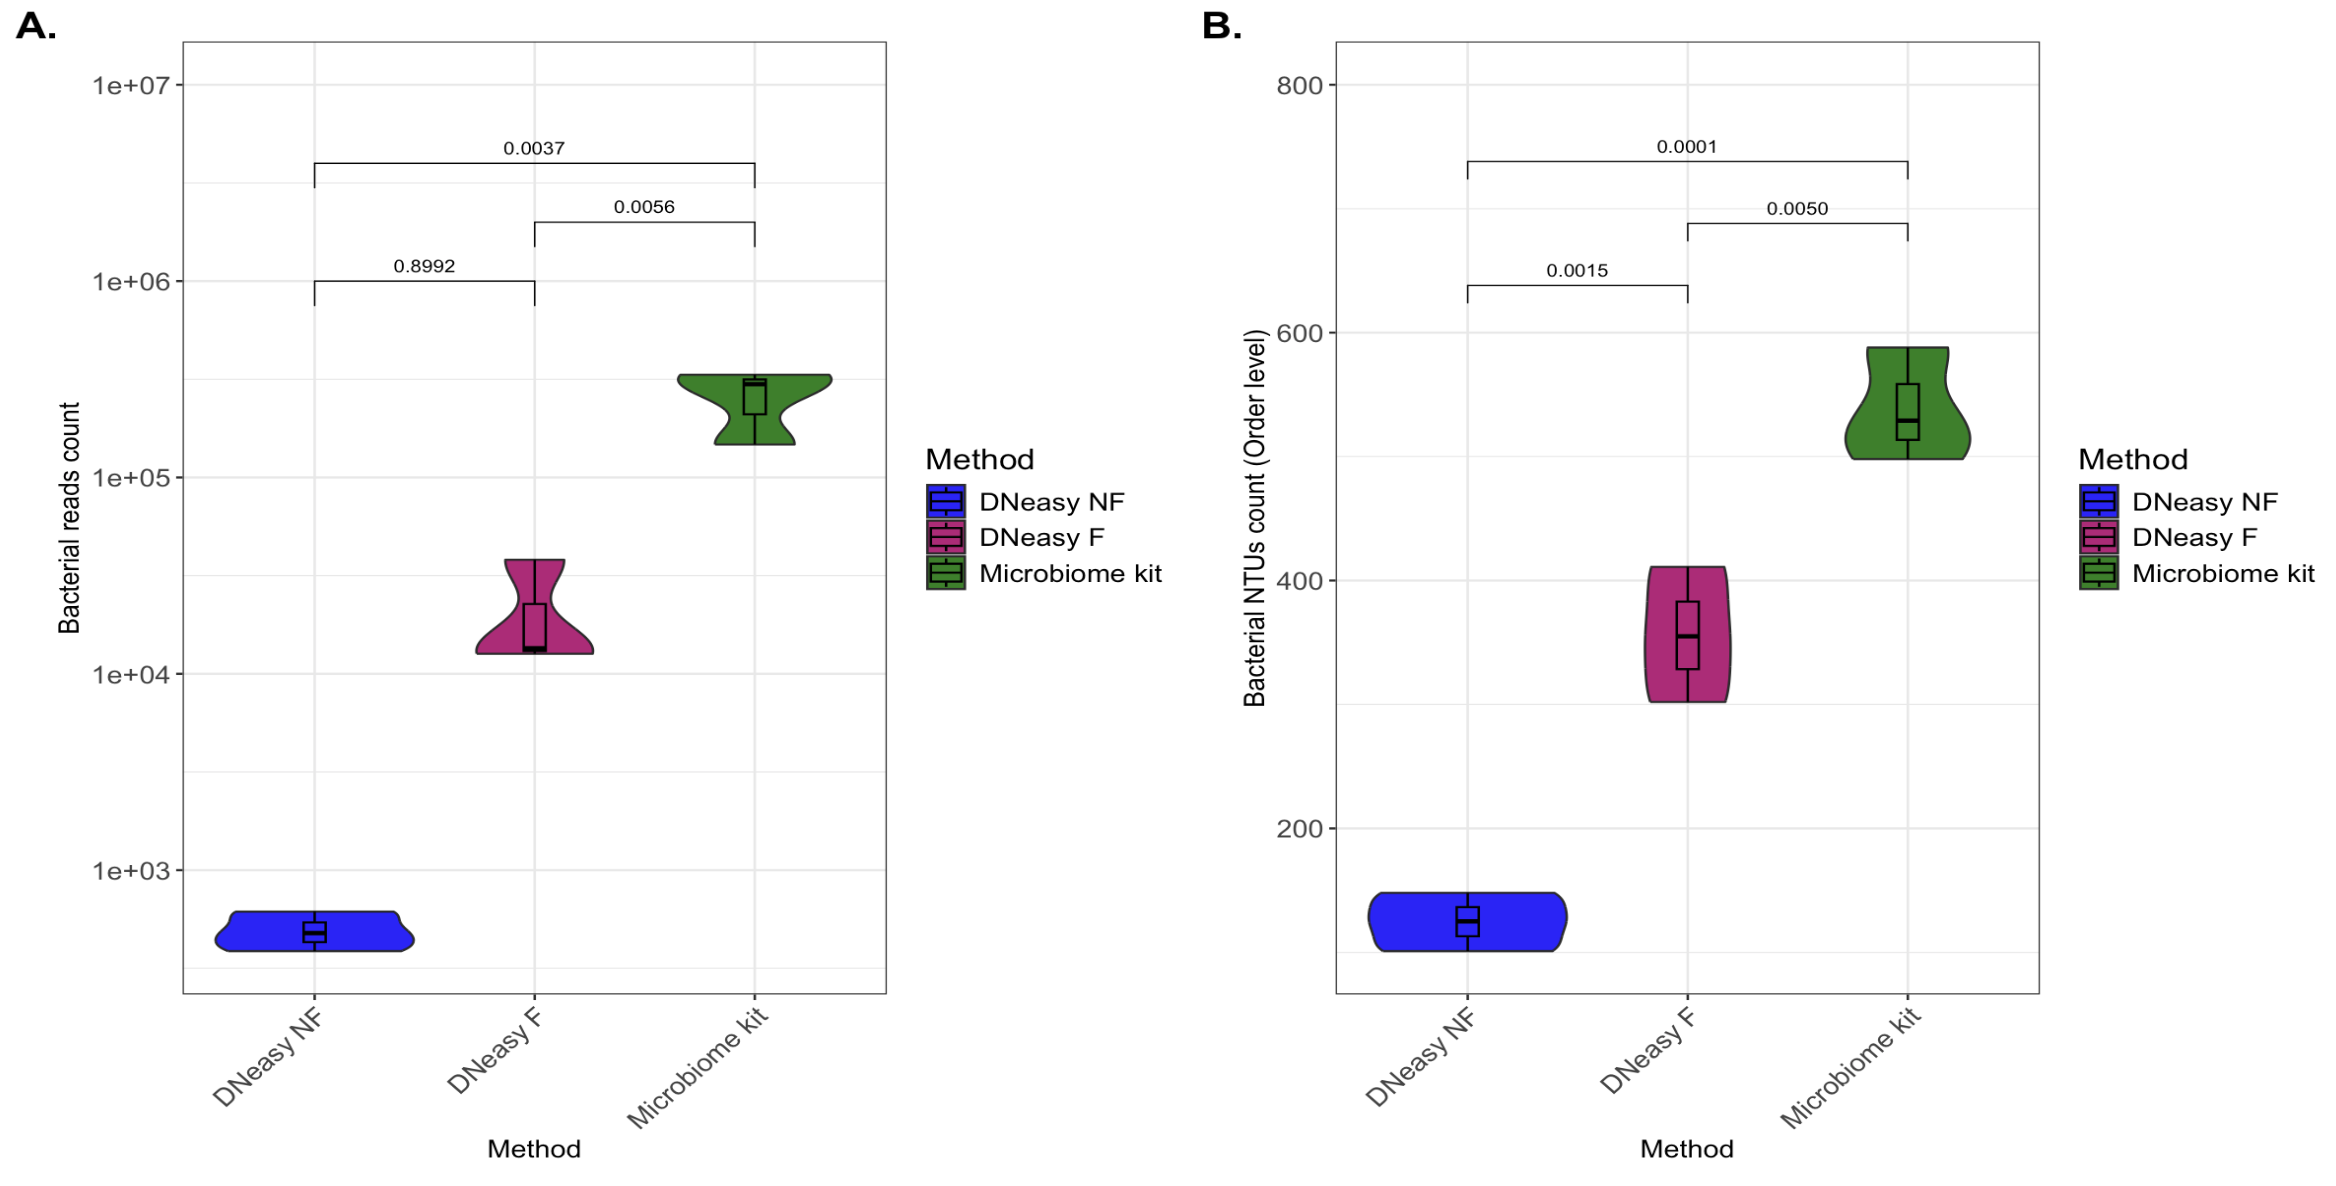 A.
Bacterial reads count
1e+07
1e+06
1e+05
1e+04
1e+03
0.0037
0.0056
0.8992
DNeasy NF
DNeasy F
Microbiome kit
Method
Method
DNeasy NF
DNeasy F
Microbiome kit
B.
Bacterial NTUs count (Order level)
800
600
400
200
0.0001
0.0050
0.0015
DNeasy NF
DNeasy F
Microbiome kit
Method
Method
DNeasy NF
DNeasy F
Microbiome kit